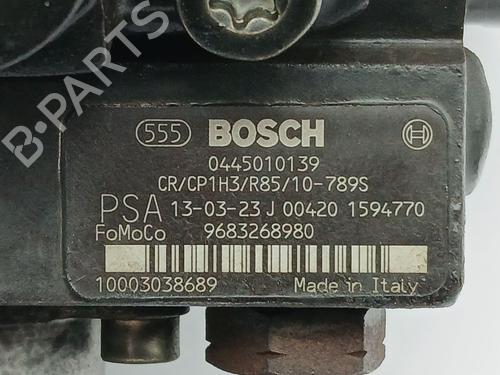 555 BOSCH
0445010139
CR/CP1H3/R85/10-789S
PSA 13-03-23 J 00420 1594770
FoMoCo 9683268980
10003038689 Made in Italy
B-PARTS